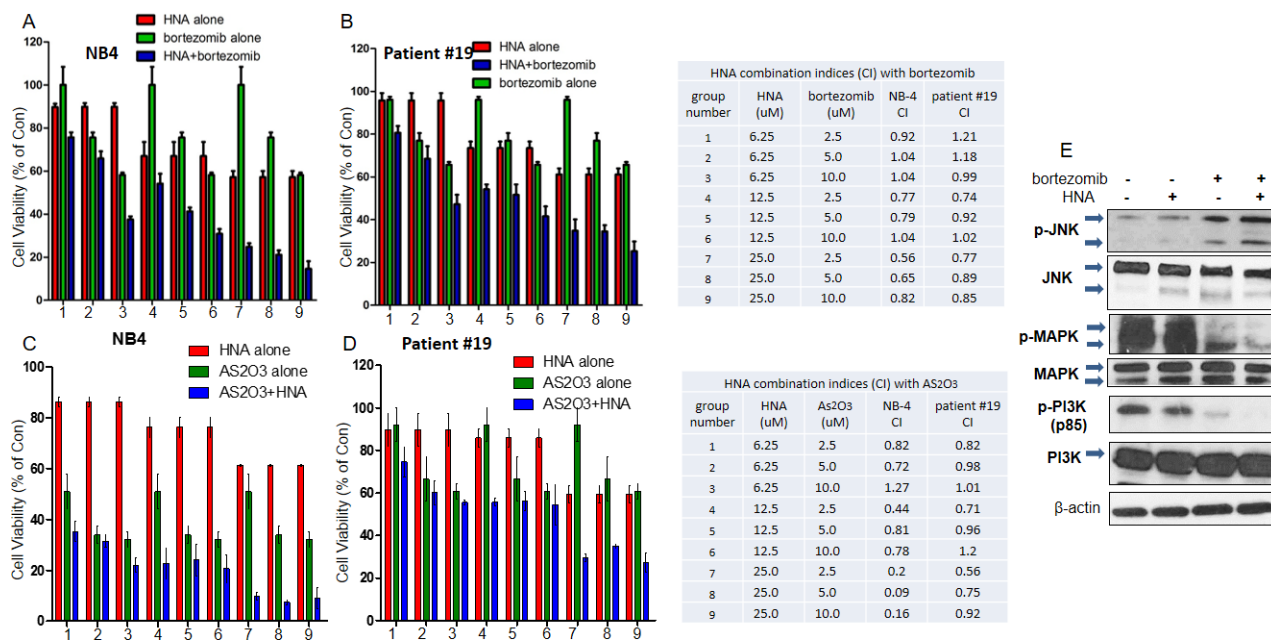 A
NB4
HNA alone
bortezomib alone
HNA+bortezomib
Cell Viability (% of Con)
120
100
80
60
40
20
0
1 2 3 4 5 6 7 8 9
B
Patient #19
HNA alone
HNA+bortezomib
bortezomib alone
Cell Viability (% of Con)
120
100
80
60
40
20
0
1 2 3 4 5 6 7 8 9
HNA combination indices (CI) with bortezomib
group number HNA (uM) bortezomib (uM) NB-4 CI patient #19 CI
1 6.25 2.5 0.92 1.21
2 6.25 5.0 1.04 1.18
3 6.25 10.0 1.04 0.99
4 12.5 2.5 0.77 0.74
5 12.5 5.0 0.79 0.92
6 12.5 10.0 1.04 1.02
7 25.0 2.5 0.56 0.77
8 25.0 5.0 0.65 0.89
9 25.0 10.0 0.82 0.85
C
NB4
HNA alone
AS2O3 alone
AS2O3+HNA
Cell Viability (% of Con)
100
80
60
40
20
0
1 2 3 4 5 6 7 8 9
D
Patient #19
HNA alone
AS2O3 alone
AS2O3+HNA
Cell Viability (% of Con)
120
100
80
60
40
20
0
1 2 3 4 5 6 7 8 9
HNA combination indices (CI) with AS2O3
group number HNA (uM) As2O3 (uM) NB-4 CI patient #19 CI
1 6.25 2.5 0.82 0.82
2 6.25 5.0 0.72 0.98
3 6.25 10.0 1.27 1.01
4 12.5 2.5 0.44 0.71
5 12.5 5.0 0.81 0.96
6 12.5 10.0 0.78 1.2
7 25.0 2.5 0.2 0.56
8 25.0 5.0 0.09 0.75
9 25.0 10.0 0.16 0.92
E
bortezomib - - + +
HNA - + - +
p-JNK
JNK
p-MAPK
MAPK
p-PI3K
(p85)
PI3K
β-actin